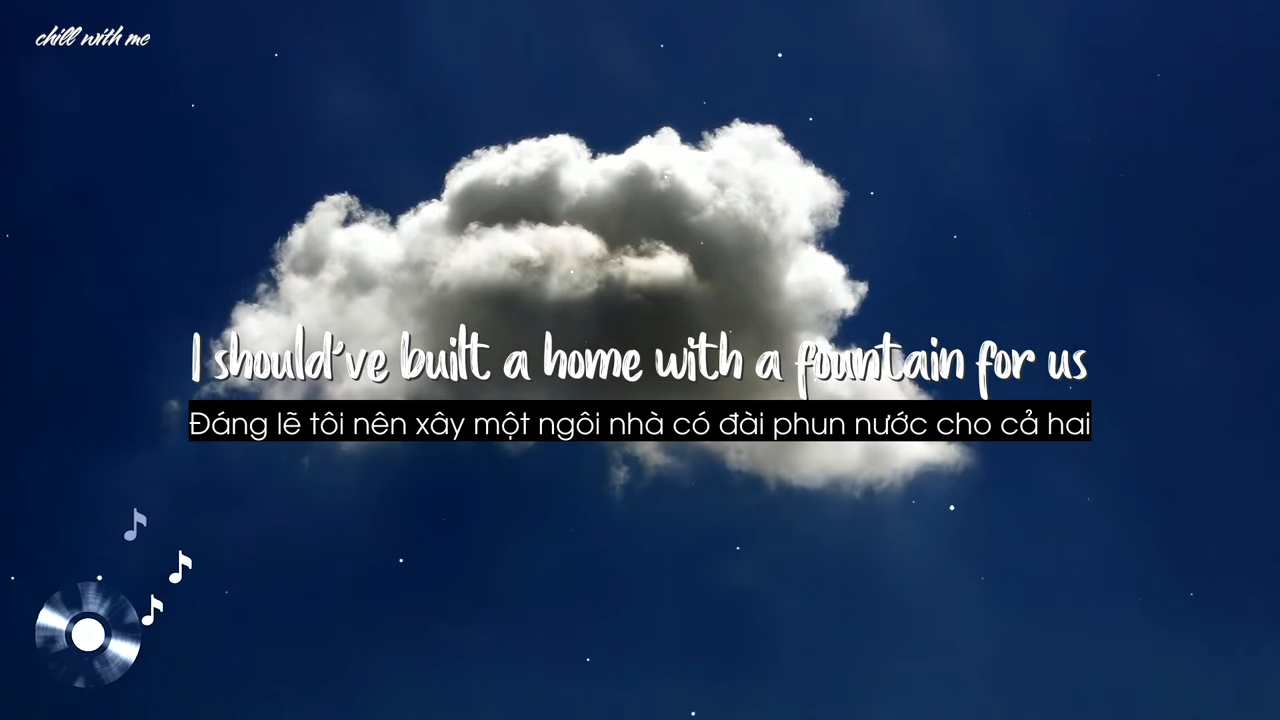 chill with me
I should've built a home with a fountain for us
Đáng lẽ tôi nên xây một ngôi nhà có đài phun nước cho cả hai